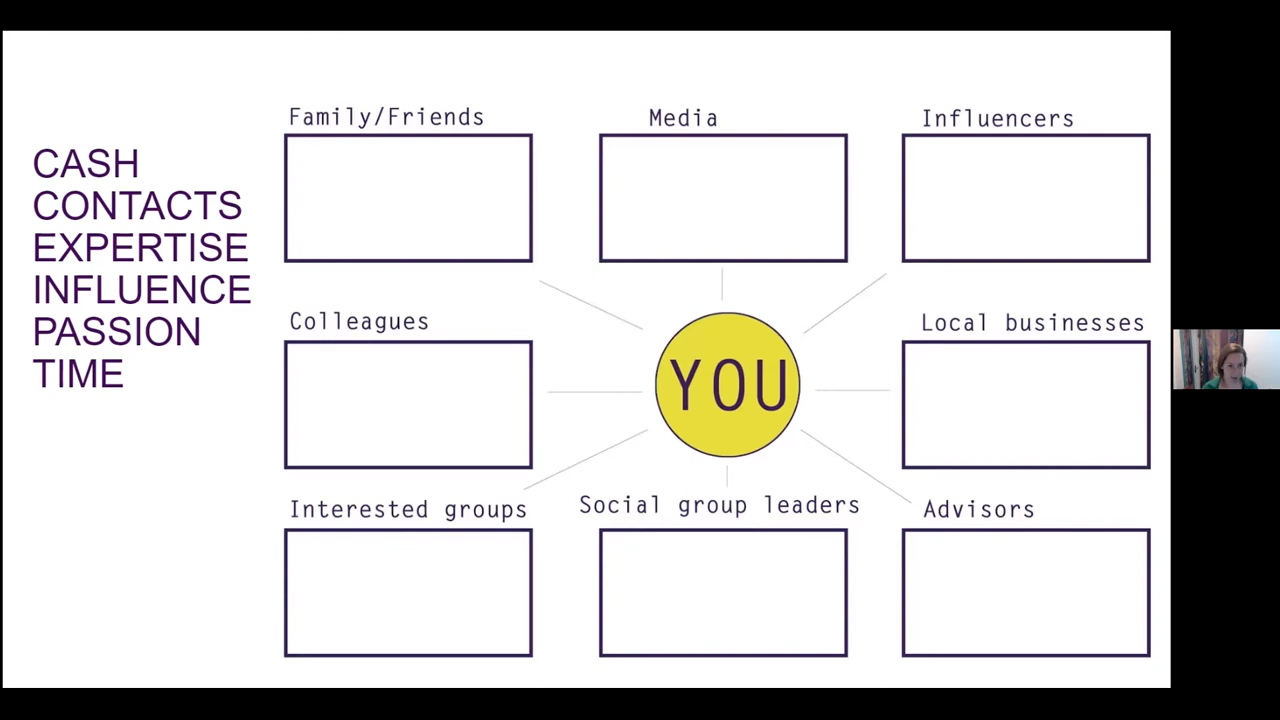 CASH
CONTACTS
EXPERTISE
INFLUENCE
PASSION
TIME
Family/Friends
Media
Influencers
Colleagues
YOU
Local businesses
Interested groups
Social group leaders
Advisors